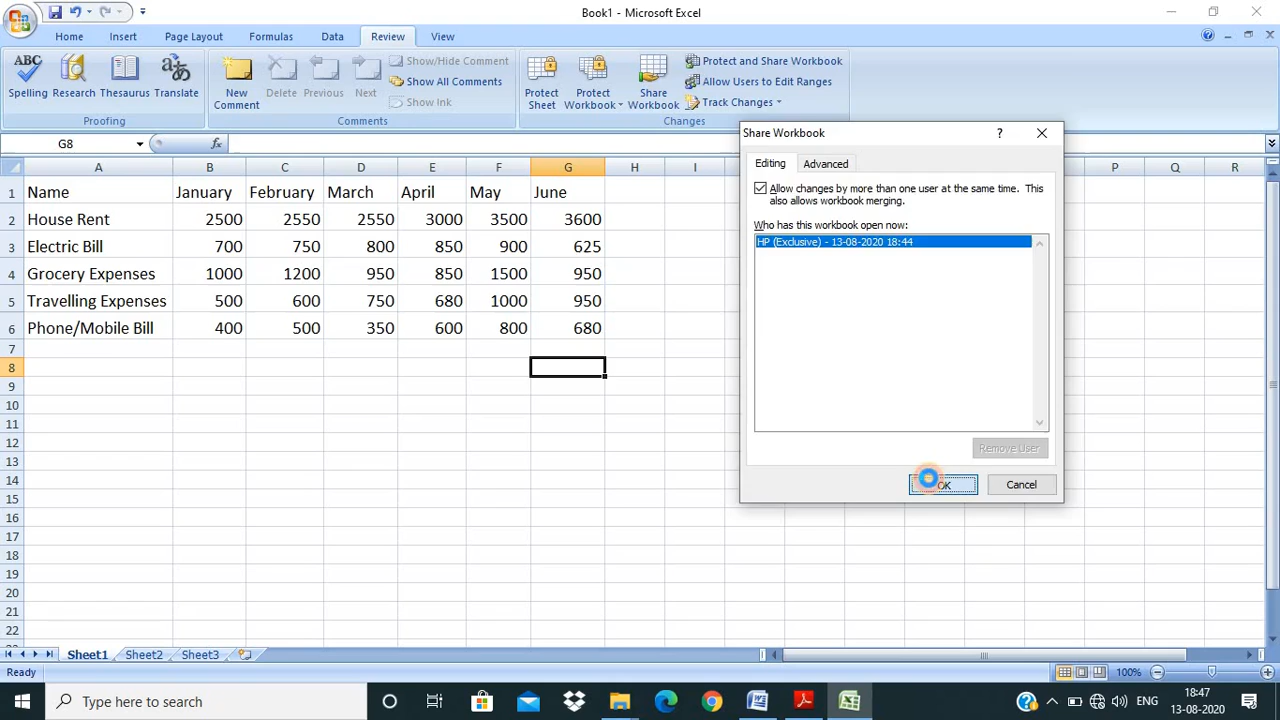 Book1 - Microsoft Excel
Home Insert Page Layout Formulas Data Review View
ABC
Spelling Research Thesaurus Translate
Proofing
New Comment Delete Previous Next
Show/Hide Comment
Show All Comments
Show Ink
Comments
Protect Sheet Protect Workbook Share Workbook
Protect and Share Workbook
Allow Users to Edit Ranges
Track Changes
Changes
G8 fx
A B C D E F G H I P Q R
1 Name January February March April May June
2 House Rent 2500 2550 2550 3000 3500 3600
3 Electric Bill 700 750 800 850 900 625
4 Grocery Expenses 1000 1200 950 850 1500 950
5 Travelling Expenses 500 600 750 680 1000 950
6 Phone/Mobile Bill 400 500 350 600 800 680
7
8
9
10
11
12
13
14
15
16
17
18
19
20
21
22
Share Workbook ?
Editing Advanced
Allow changes by more than one user at the same time. This
also allows workbook merging.
Who has this workbook open now:
HP (Exclusive) - 13-08-2020 18:44
Remove User
OK Cancel
Sheet1 Sheet2 Sheet3
Ready 100%
Type here to search
ENG
18:47
13-08-2020